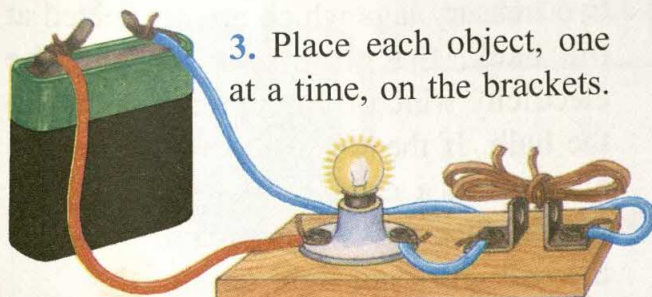 3. Place each object, one
at a time, on the brackets.